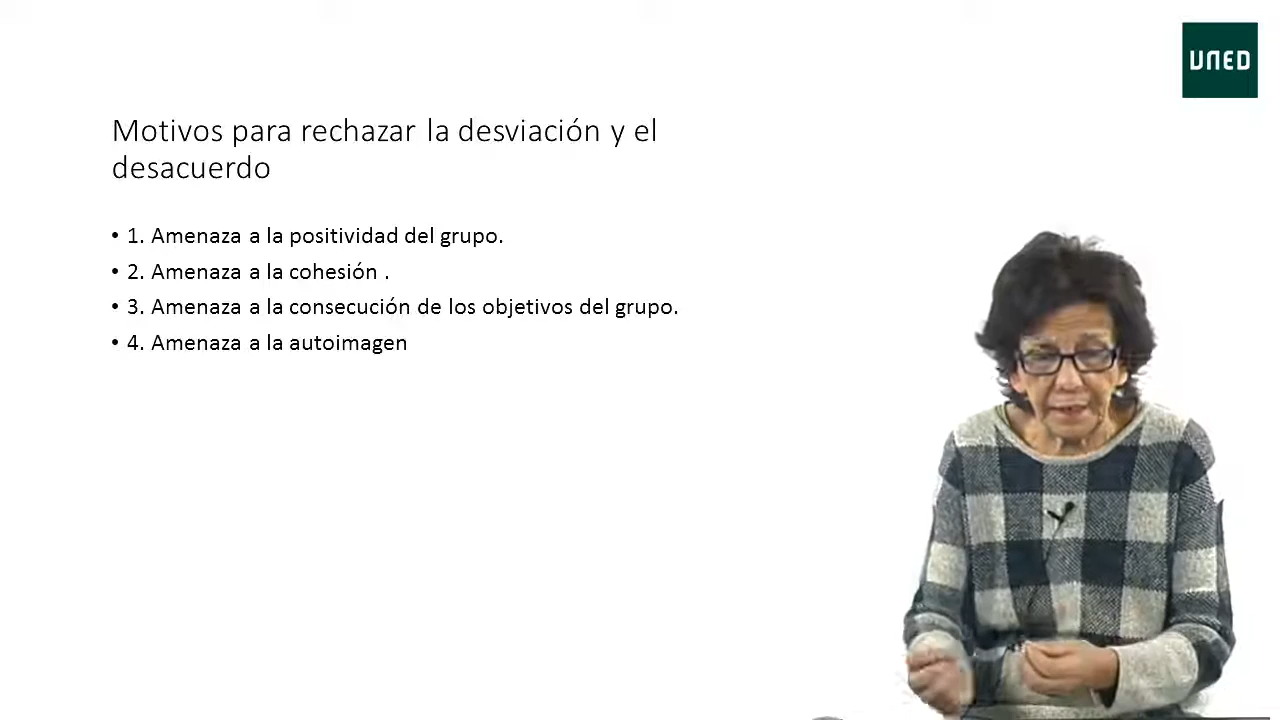 UNED
Motivos para rechazar la desviación y el
desacuerdo
• 1. Amenaza a la positividad del grupo.
• 2. Amenaza a la cohesión .
• 3. Amenaza a la consecución de los objetivos del grupo.
• 4. Amenaza a la autoimagen